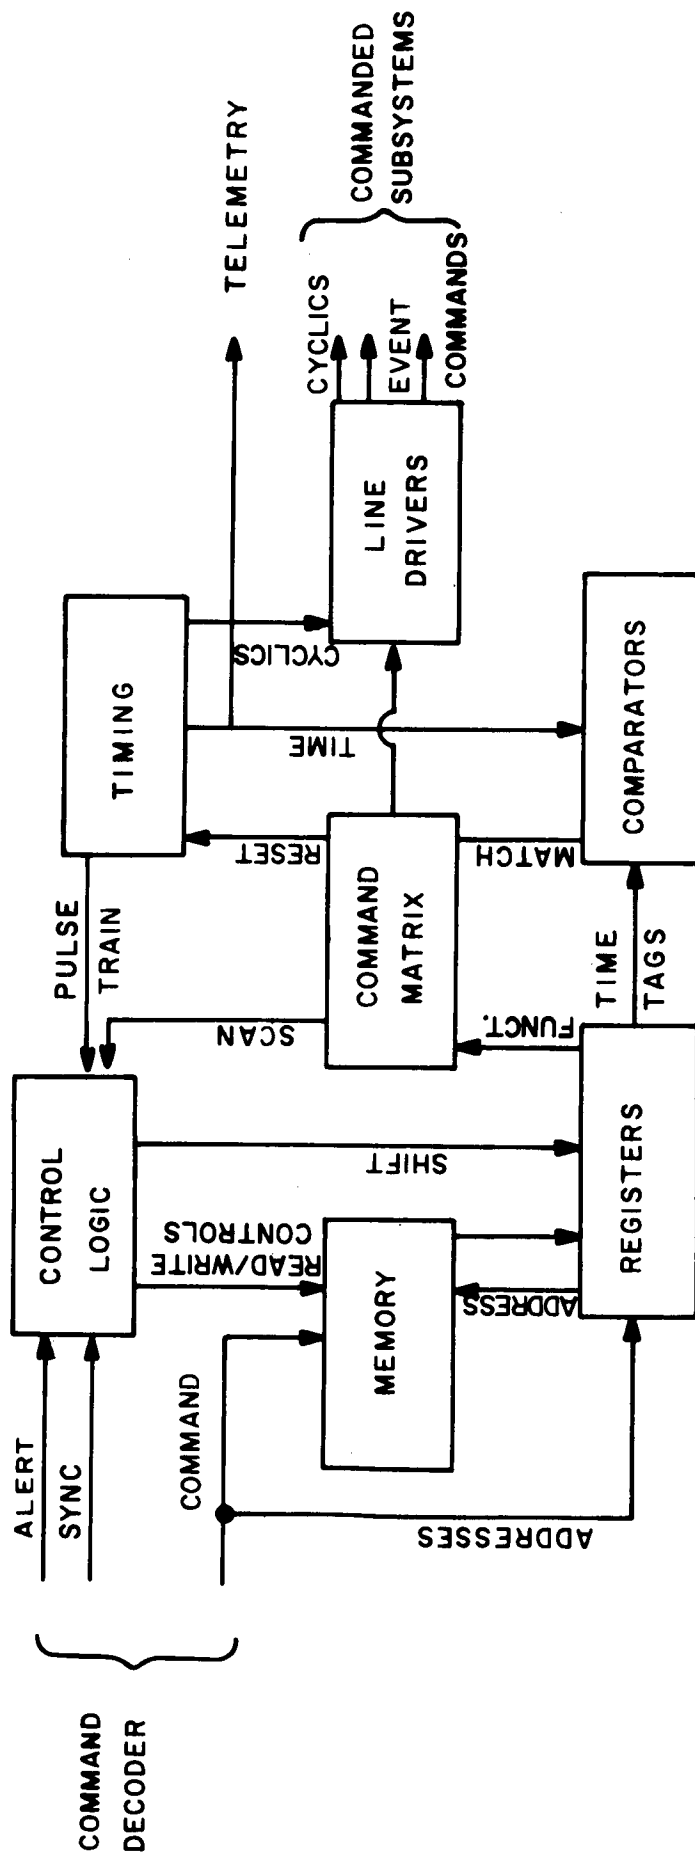 COMMAND
DECODER
ALERT
SYNC
COMMAND
ADDRESSES
CONTROL
LOGIC
PULSE
TRAIN
TIMING
TELEMETRY
READ/WRITE
CONTROLS
SHIFT
SCAN
RESET
TIME
CYCLICS
MEMORY
COMMAND
MATRIX
LINE
DRIVERS
CYCLICS
EVENT
COMMANDS
COMMANDED
SUBSYSTEMS
ADDRESS
FUNCT.
MATCH
REGISTERS
TIME
TAGS
COMPARATORS